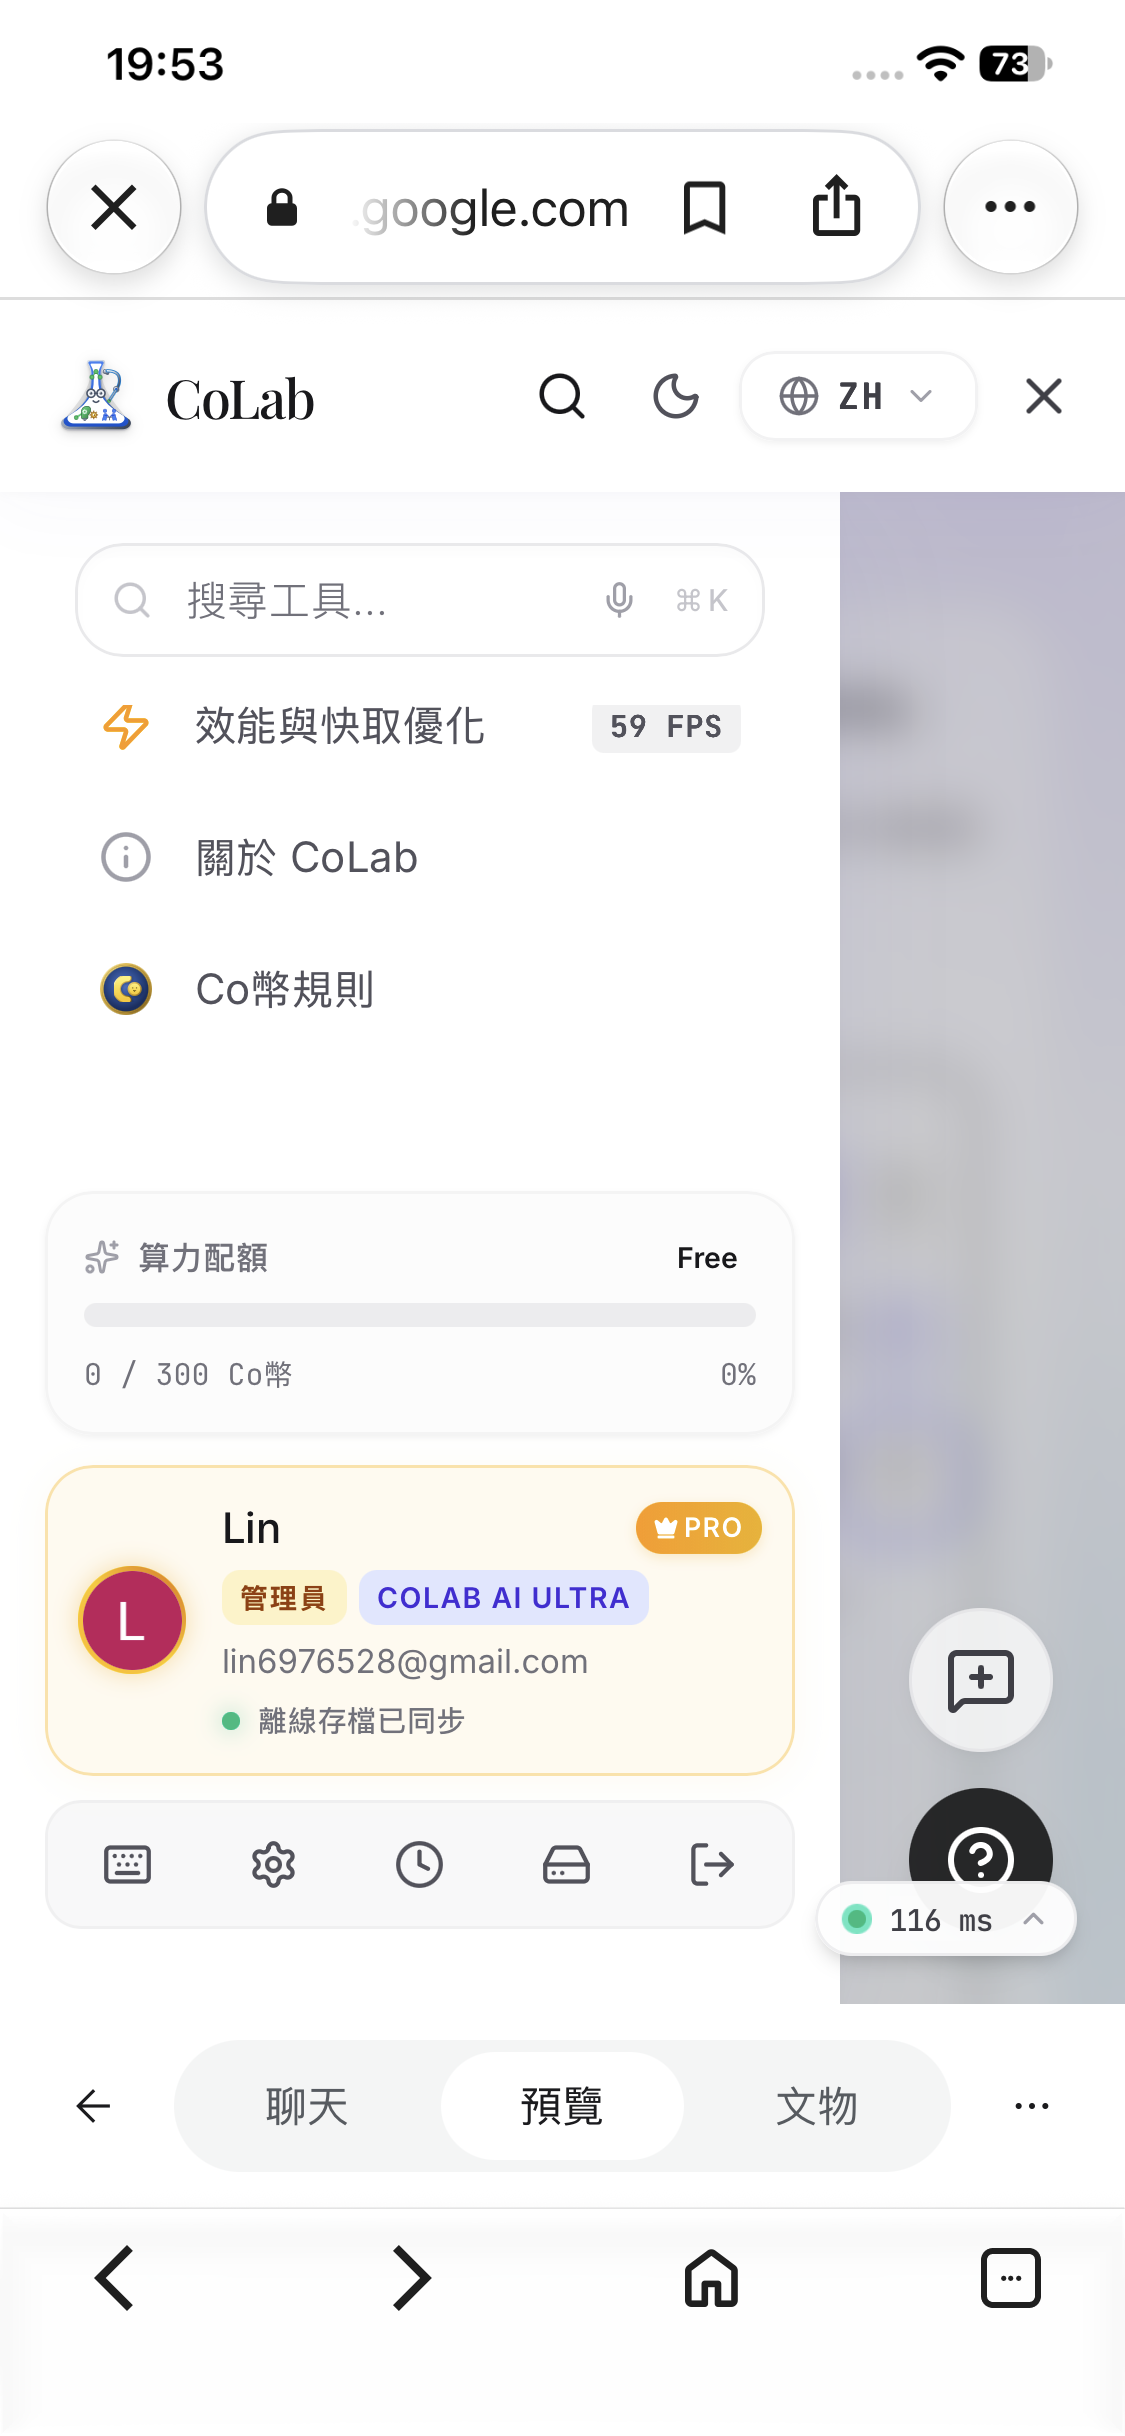 19:53
73
.google.com
CoLab
ZH
搜尋工具...
⌘ K
效能與快取優化
59 FPS
關於 CoLab
Co幣規則
算力配額
Free
0 / 300 Co幣
0%
Lin
PRO
L
管理員
COLAB AI ULTRA
lin6976528@gmail.com
離線存檔已同步
116 ms
聊天
預覽
文物